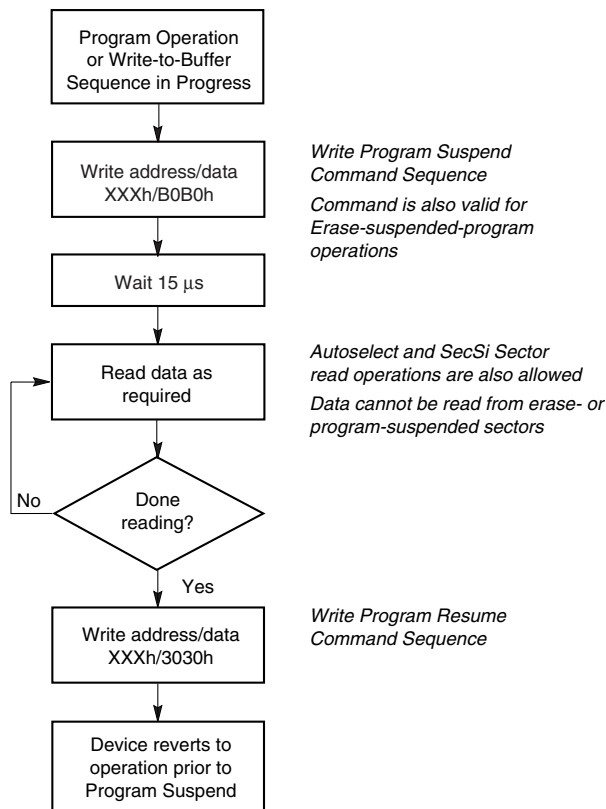 Program Operation
or Write-to-Buffer
Sequence in Progress
Write address/data
XXXh/B0B0h
Write Program Suspend
Command Sequence
Command is also valid for
Erase-suspended-program
operations
Wait 15 μs
Read data as
required
Autoselect and SecSi Sector
read operations are also allowed
Data cannot be read from erase- or
program-suspended sectors
No
Done
reading?
Yes
Write address/data
XXXh/3030h
Write Program Resume
Command Sequence
Device reverts to
operation prior to
Program Suspend